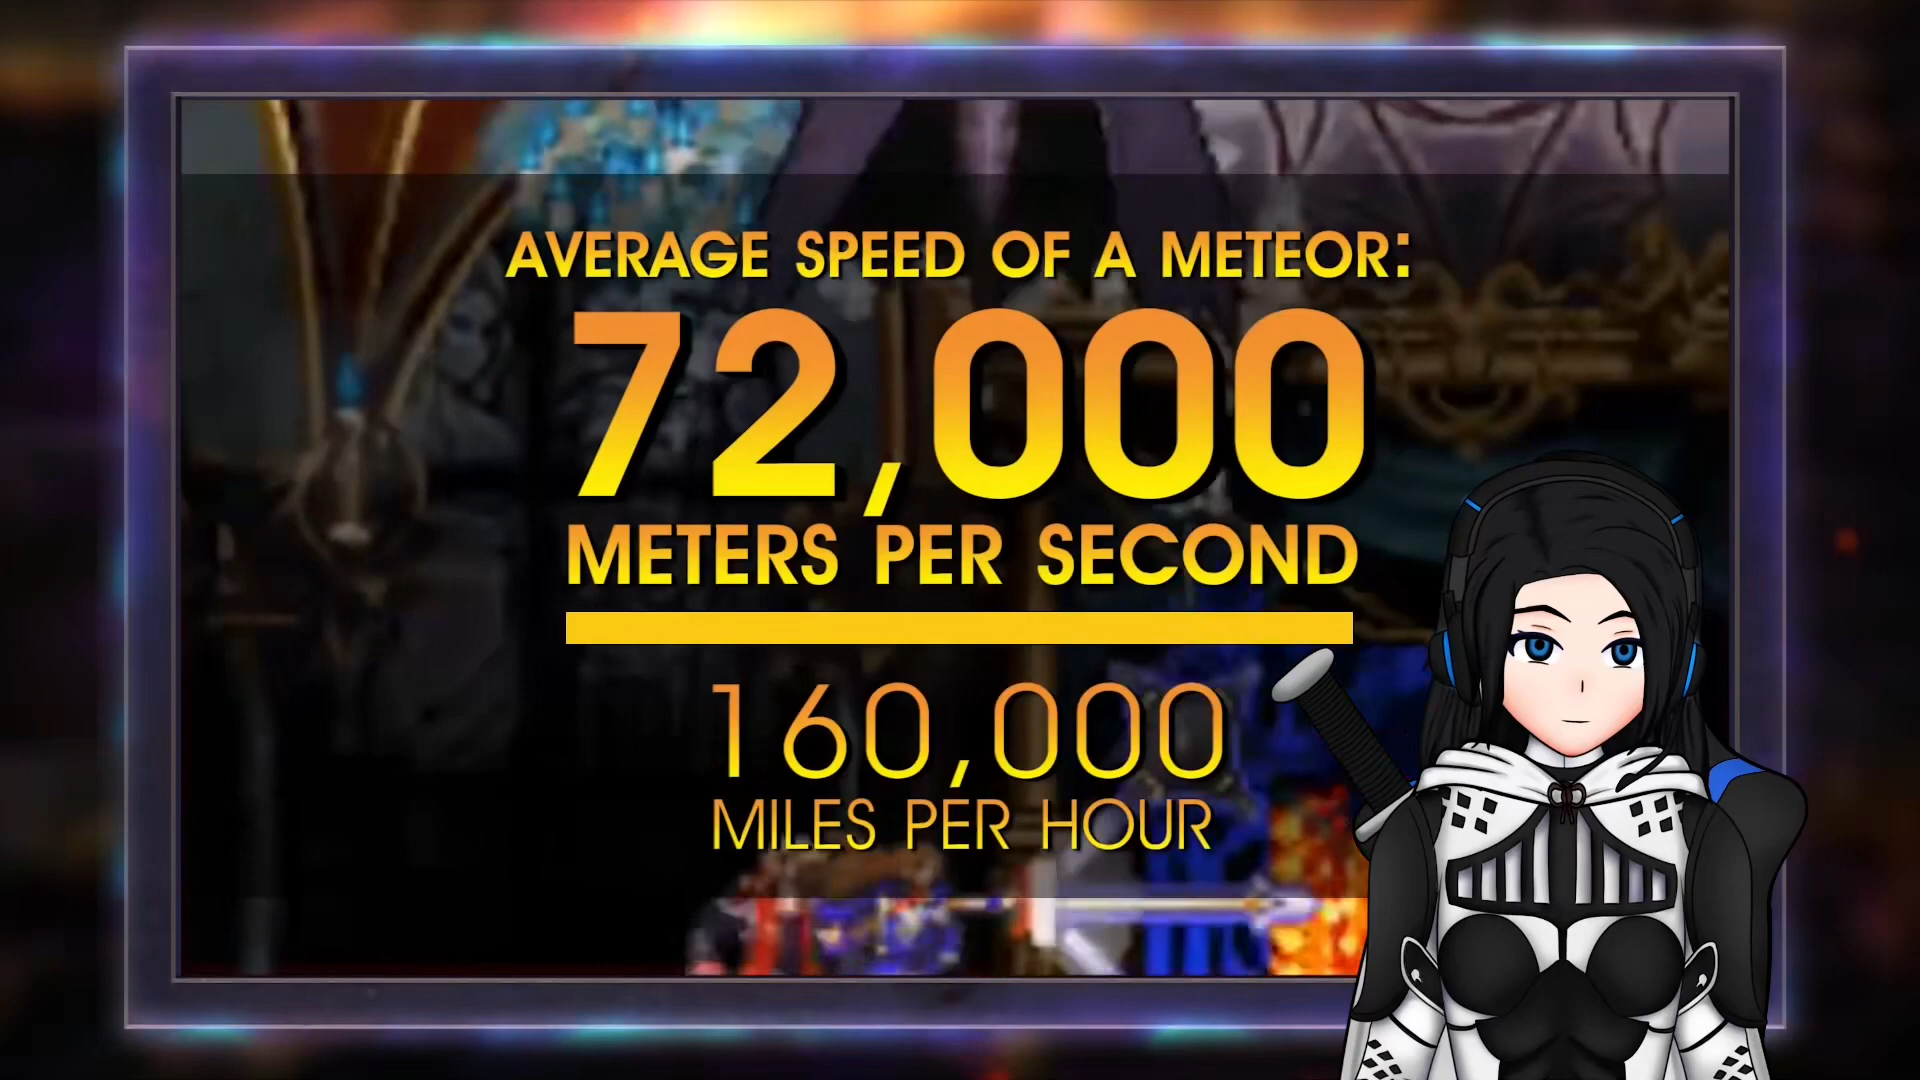 AVERAGE SPEED OF A METEOR:
72,000
METERS PER SECOND
160,000
MILES PER HOUR